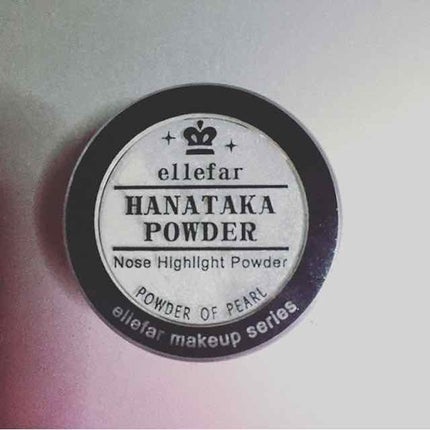 ellefar
HANATAKA
POWDER
Nose Highlight Powder
POWDER OF PEARL
ellefar makeup series